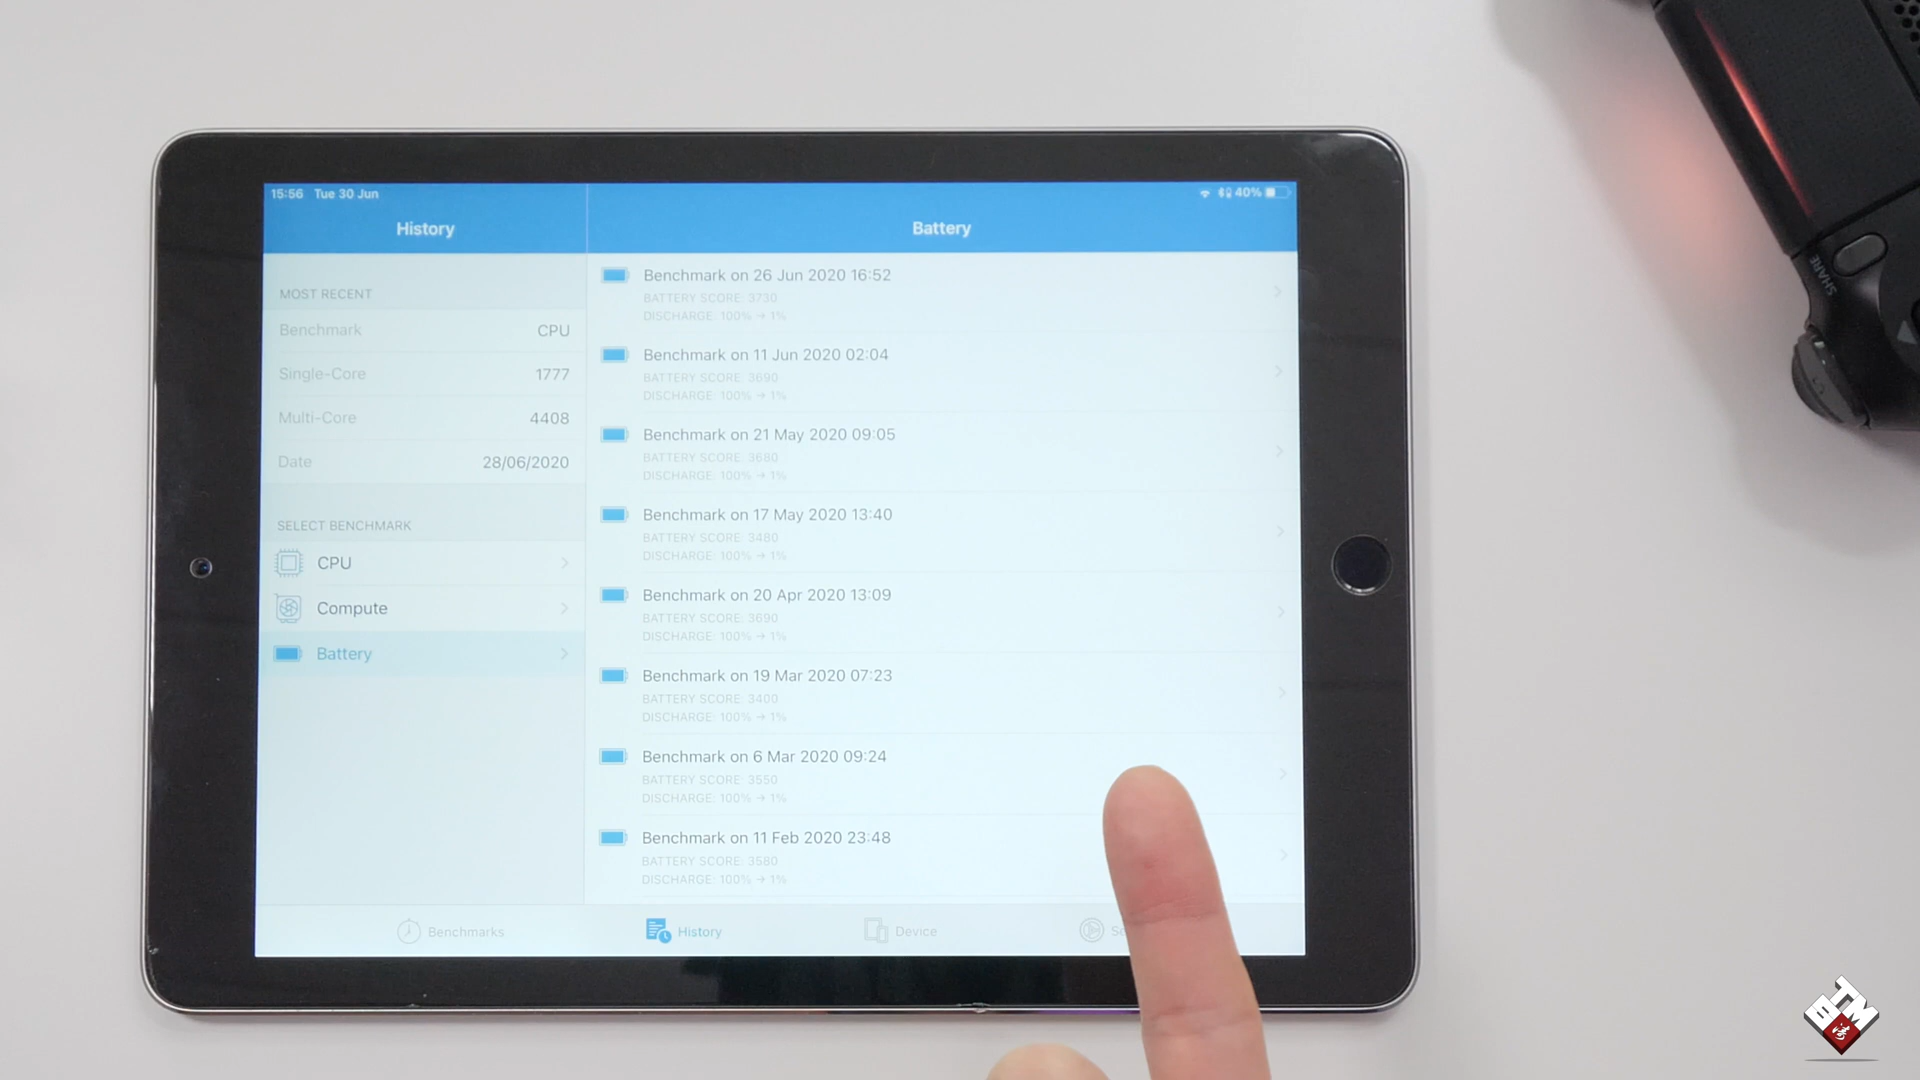 15:56 Tue 30 Jun
40%
History
Battery
MOST RECENT
Benchmark CPU
Single-Core 1777
Multi-Core 4408
Date 28/06/2020
SELECT BENCHMARK
CPU
Compute
Battery
Benchmark on 26 Jun 2020 16:52
BATTERY SCORE: 3730
DISCHARGE: 100% → 1%
Benchmark on 11 Jun 2020 02:04
BATTERY SCORE: 3690
DISCHARGE: 100% → 1%
Benchmark on 21 May 2020 09:05
BATTERY SCORE: 3680
DISCHARGE: 100% → 1%
Benchmark on 17 May 2020 13:40
BATTERY SCORE: 3480
DISCHARGE: 100% → 1%
Benchmark on 20 Apr 2020 13:09
BATTERY SCORE: 3690
DISCHARGE: 100% → 1%
Benchmark on 19 Mar 2020 07:23
BATTERY SCORE: 3400
DISCHARGE: 100% → 1%
Benchmark on 6 Mar 2020 09:24
BATTERY SCORE: 3550
DISCHARGE: 100% → 1%
Benchmark on 11 Feb 2020 23:48
BATTERY SCORE: 3580
DISCHARGE: 100% → 1%
Benchmarks
History
Device
SHARE